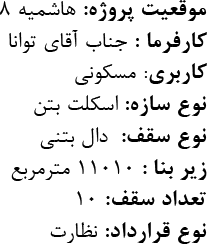 موقعیت پروژه: هاشمیه ۸
کارفرما : جناب آقای توانا
کاربری: مسکونی
نوع سازه: اسکلت بتن
نوع سقف: دال بتنی
زیر بنا : ۱۱۰۱۰ مترمربع
تعداد سقف: ۱۰
نوع قرارداد: نظارت